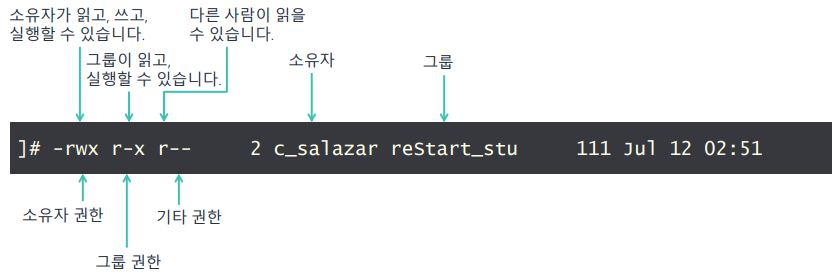 소유자가 읽고, 쓰고,
실행할 수 있습니다.
다른 사람이 읽을
수 있습니다.
그룹이 읽고,
실행할 수 있습니다.
소유자
그룹
]# -rwx r-x r-- 2 c_salazar reStart_stu 111 Jul 12 02:51
소유자 권한
기타 권한
그룹 권한